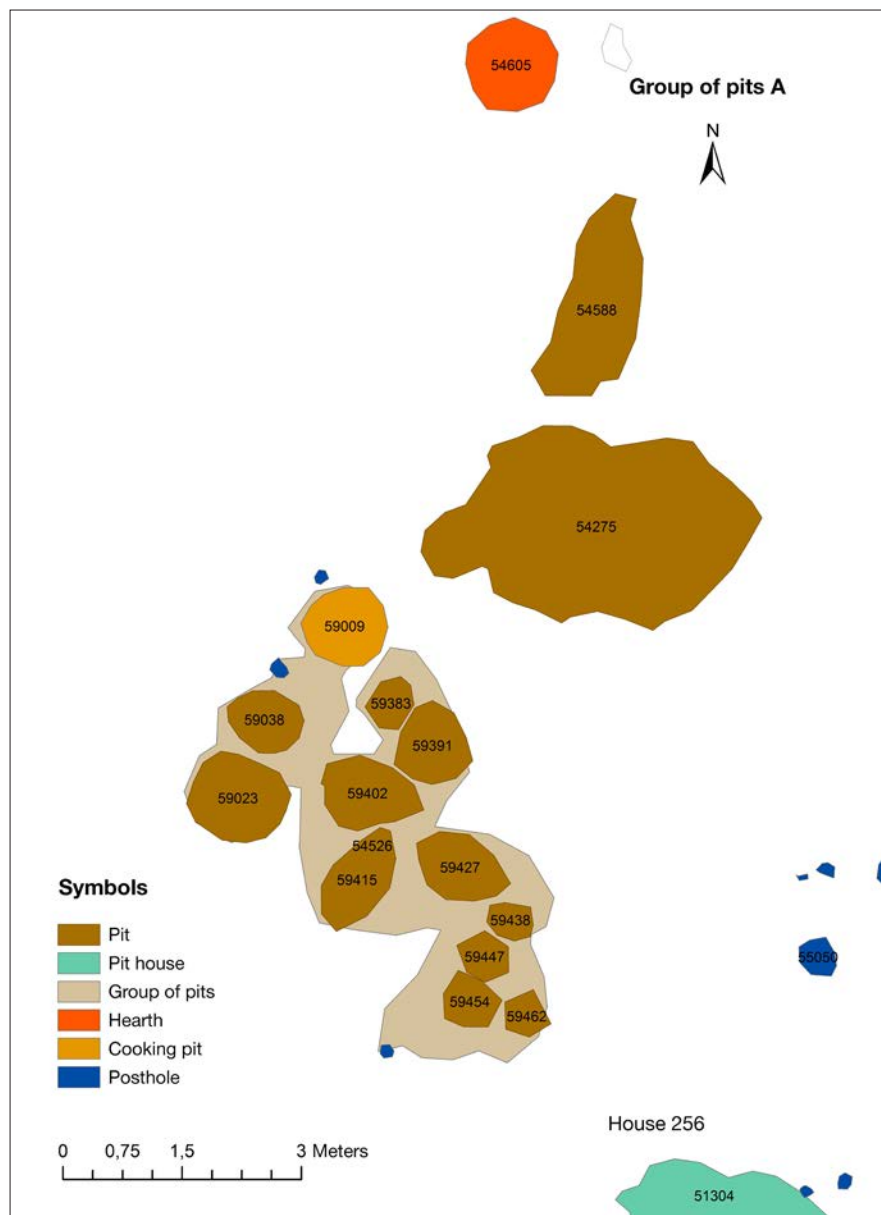 54605
Group of pits A
N
54588
54275
59009
59383
59038
59391
59023
59402
54526
59427
59415
59438
59447
59454
59462
55050
Symbols
Pit
Pit house
Group of pits
Hearth
Cooking pit
Posthole
0 0,75 1,5 3 Meters
House 256
51304